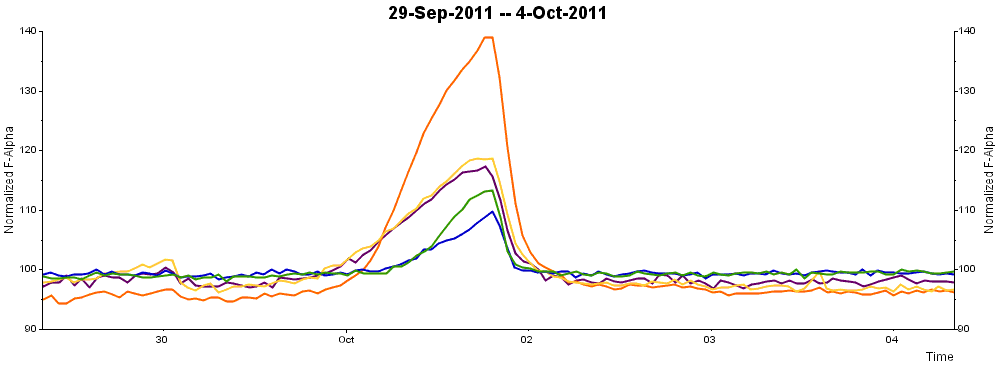 29-Sep-2011 -- 4-Oct-2011
140 140
130 130
120 120
110 110
100 100
90 90
Normalized F-Alpha
Normalized F-Alpha
30 Oct 02 03 04
Time